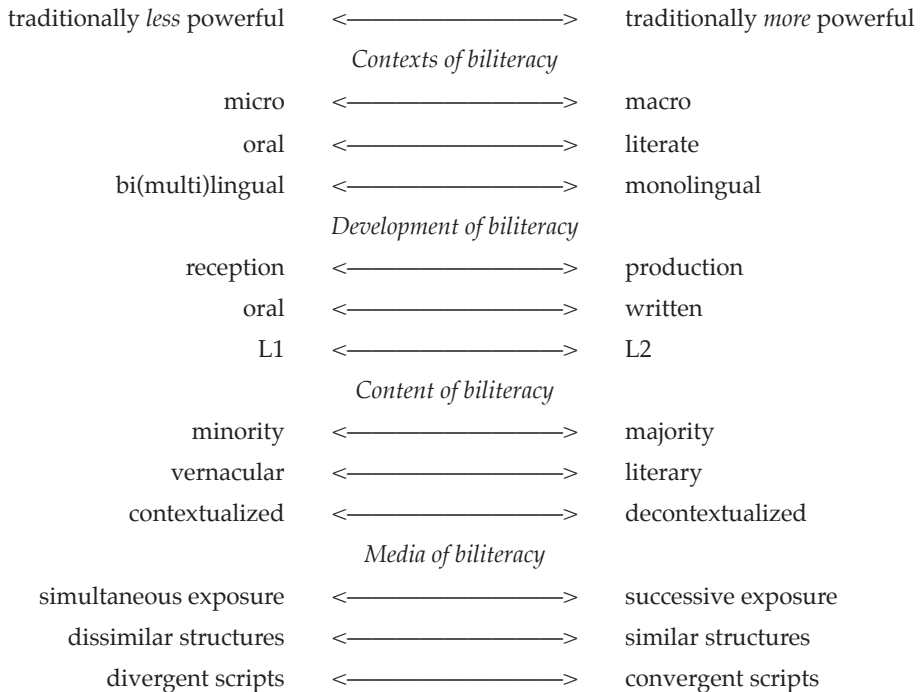 traditionally less powerful <——————————> traditionally more powerful
Contexts of biliteracy
micro <——————————> macro
oral <——————————> literate
bi(multi)lingual <——————————> monolingual
Development of biliteracy
reception <——————————> production
oral <——————————> written
L1 <——————————> L2
Content of biliteracy
minority <——————————> majority
vernacular <——————————> literary
contextualized <——————————> decontextualized
Media of biliteracy
simultaneous exposure <——————————> successive exposure
dissimilar structures <——————————> similar structures
divergent scripts <——————————> convergent scripts